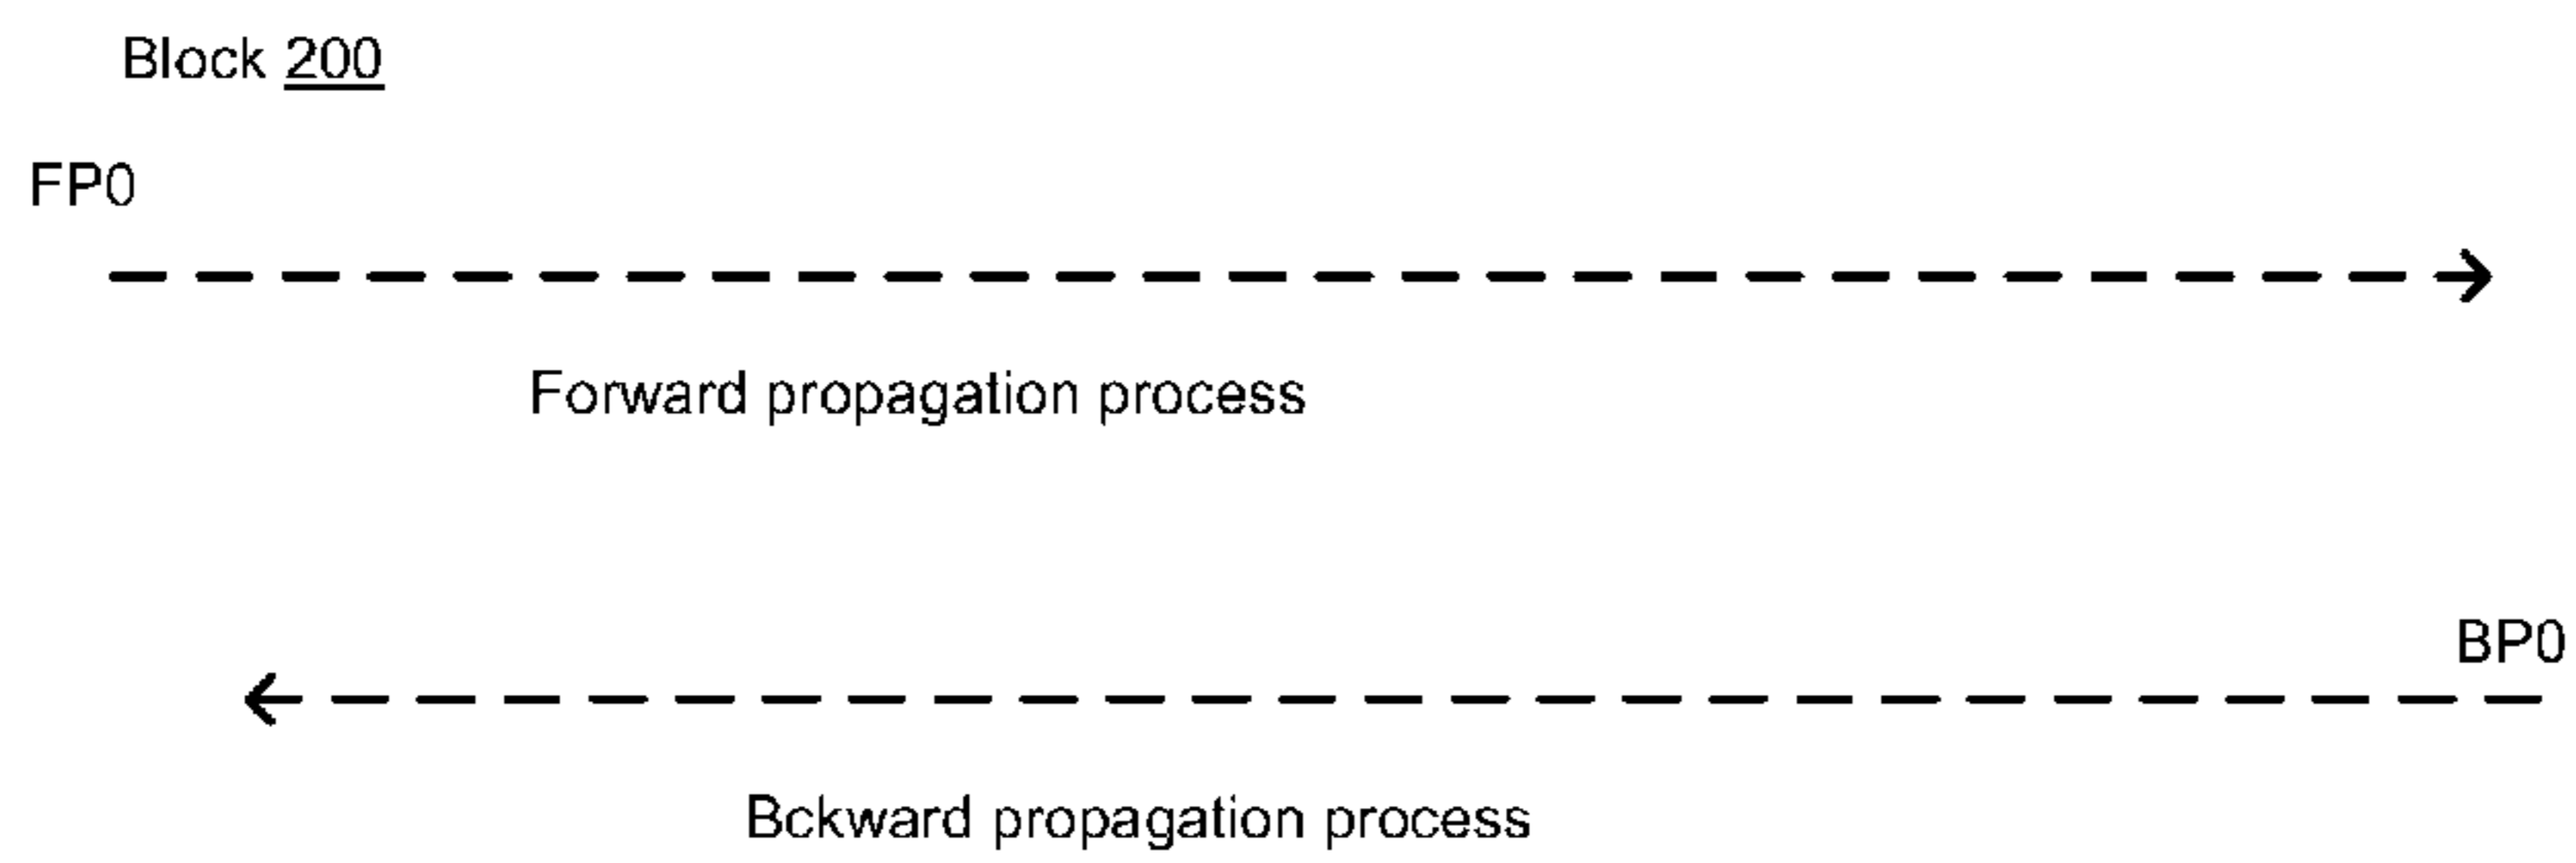 Block 200
FP0
Forward propagation process
BP0
Bckward propagation process